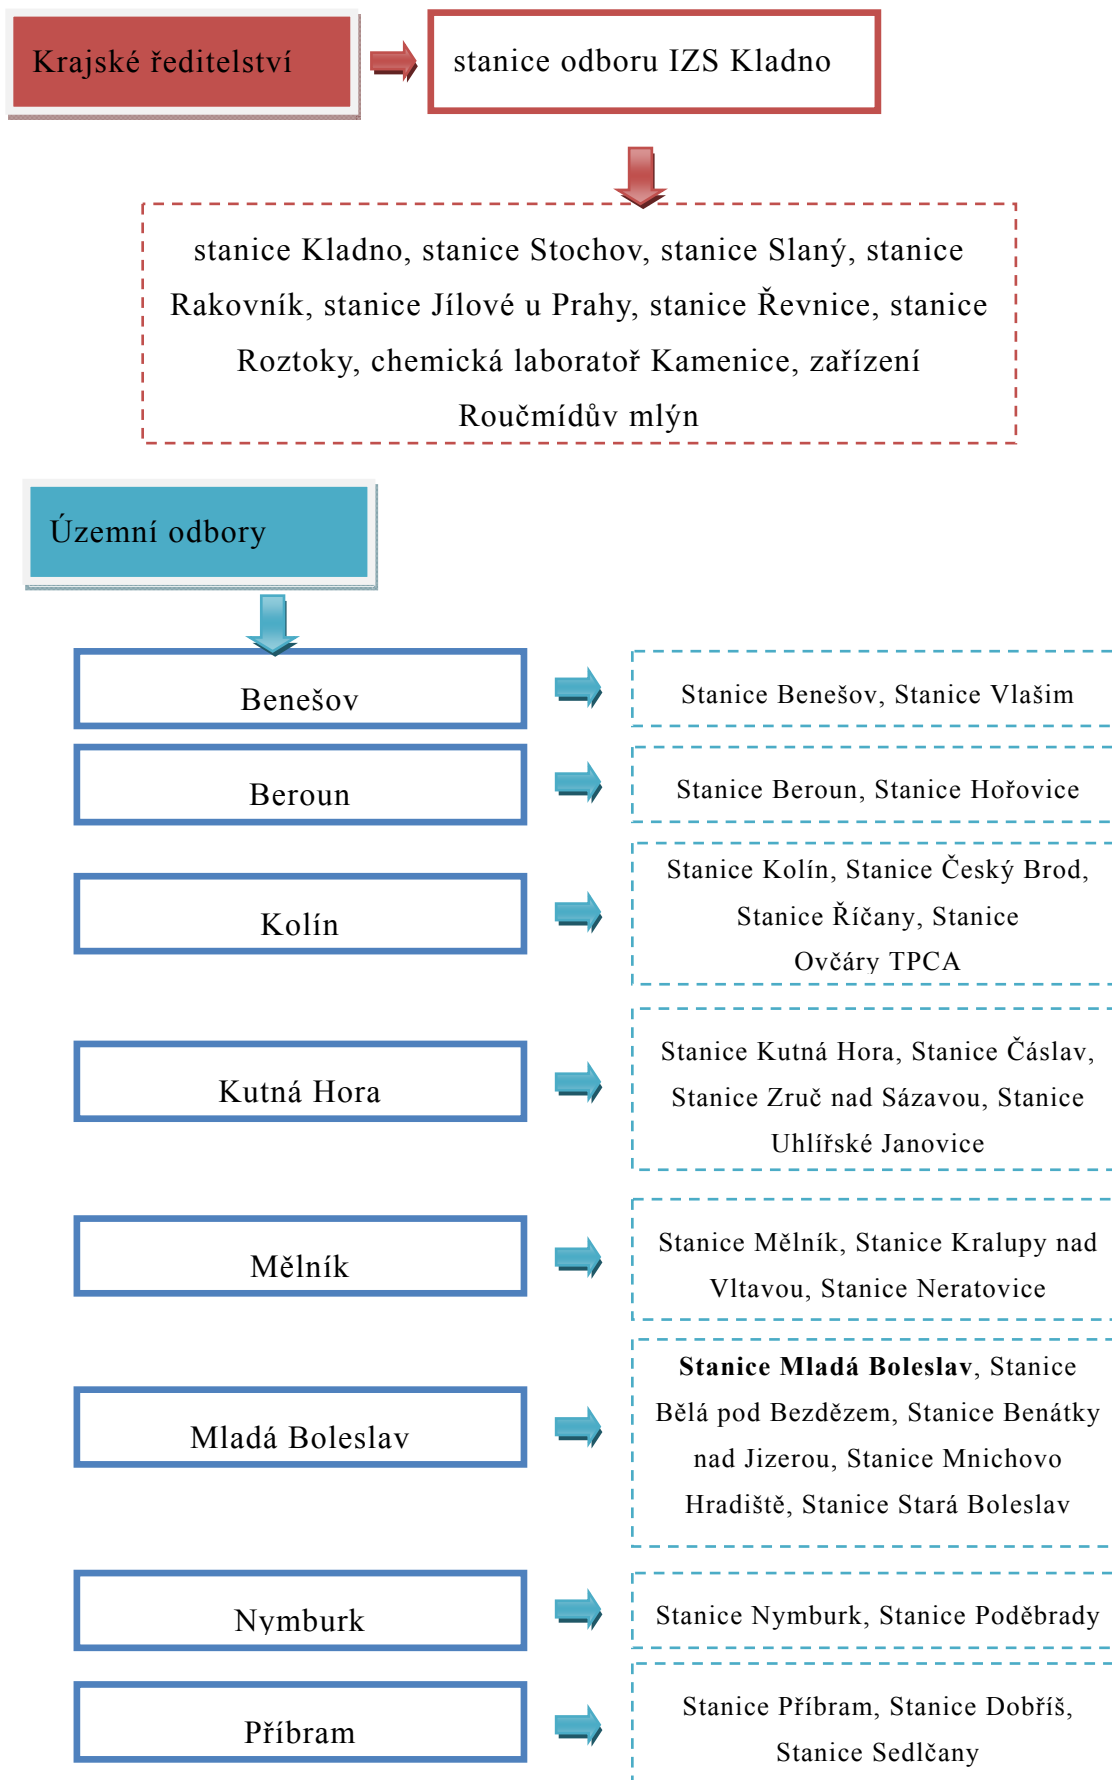 Krajské ředitelství
stanice odboru IZS Kladno
stanice Kladno, stanice Stochov, stanice Slaný, stanice
Rakovník, stanice Jílové u Prahy, stanice Řevnice, stanice
Roztoky, chemická laboratoř Kamenice, zařízení
Roučmídův mlýn
Územní odbory
Benešov
Stanice Benešov, Stanice Vlašim
Beroun
Stanice Beroun, Stanice Hořovice
Kolín
Stanice Kolín, Stanice Český Brod,
Stanice Říčany, Stanice
Ovčáry TPCA
Kutná Hora
Stanice Kutná Hora, Stanice Čáslav,
Stanice Zruč nad Sázavou, Stanice
Uhlířské Janovice
Mělník
Stanice Mělník, Stanice Kralupy nad
Vltavou, Stanice Neratovice
Mladá Boleslav
Stanice Mladá Boleslav, Stanice
Bělá pod Bezdězem, Stanice Benátky
nad Jizerou, Stanice Mnichovo
Hradiště, Stanice Stará Boleslav
Nymburk
Stanice Nymburk, Stanice Poděbrady
Příbram
Stanice Příbram, Stanice Dobříš,
Stanice Sedlčany